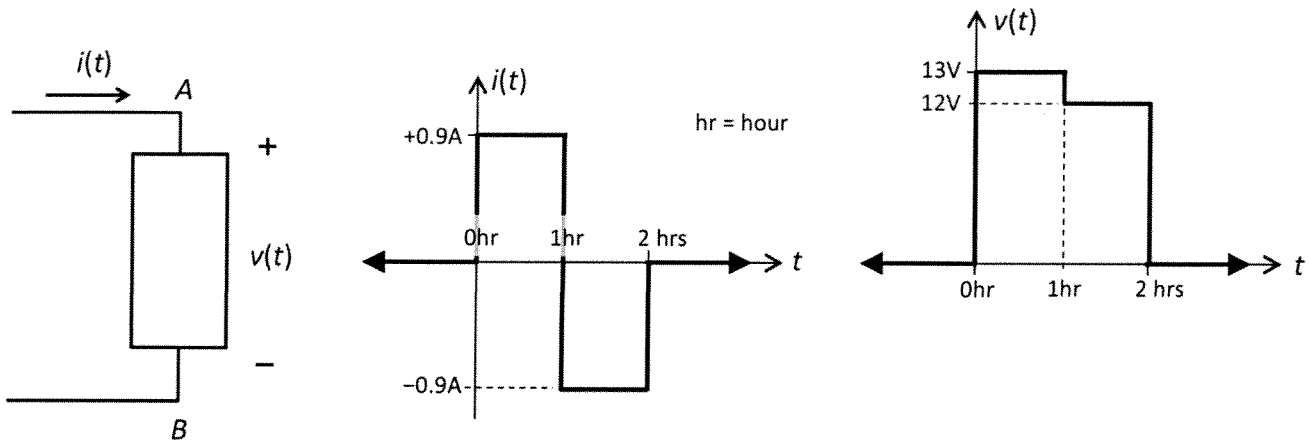 i(t)
A
+
v(t)
−
B
i(t)
+0.9A
0hr
1hr
2 hrs
t
−0.9A
hr = hour
v(t)
13V
12V
0hr
1hr
2 hrs
t